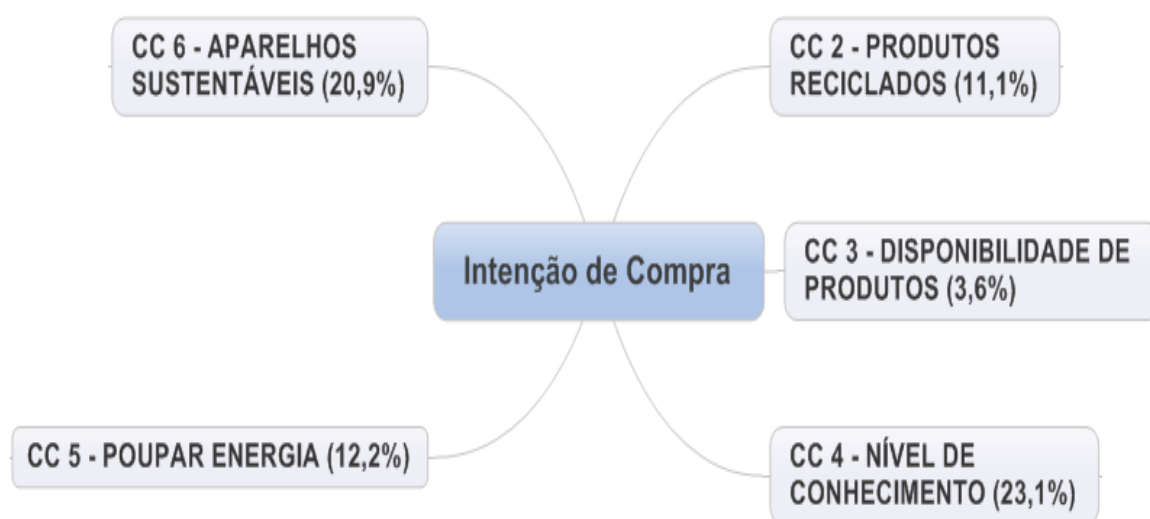 CC 6 - APARELHOS
SUSTENTÁVEIS (20,9%)
CC 2 - PRODUTOS
RECICLADOS (11,1%)
Intenção de Compra
CC 3 - DISPONIBILIDADE DE
PRODUTOS (3,6%)
CC 5 - POUPAR ENERGIA (12,2%)
CC 4 - NÍVEL DE
CONHECIMENTO (23,1%)